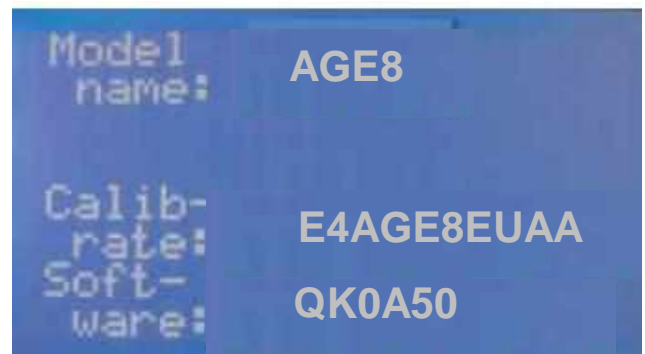 Model
name: AGE8
Calib-
rate: E4AGE8EUAA
Soft-
ware: QK0A50